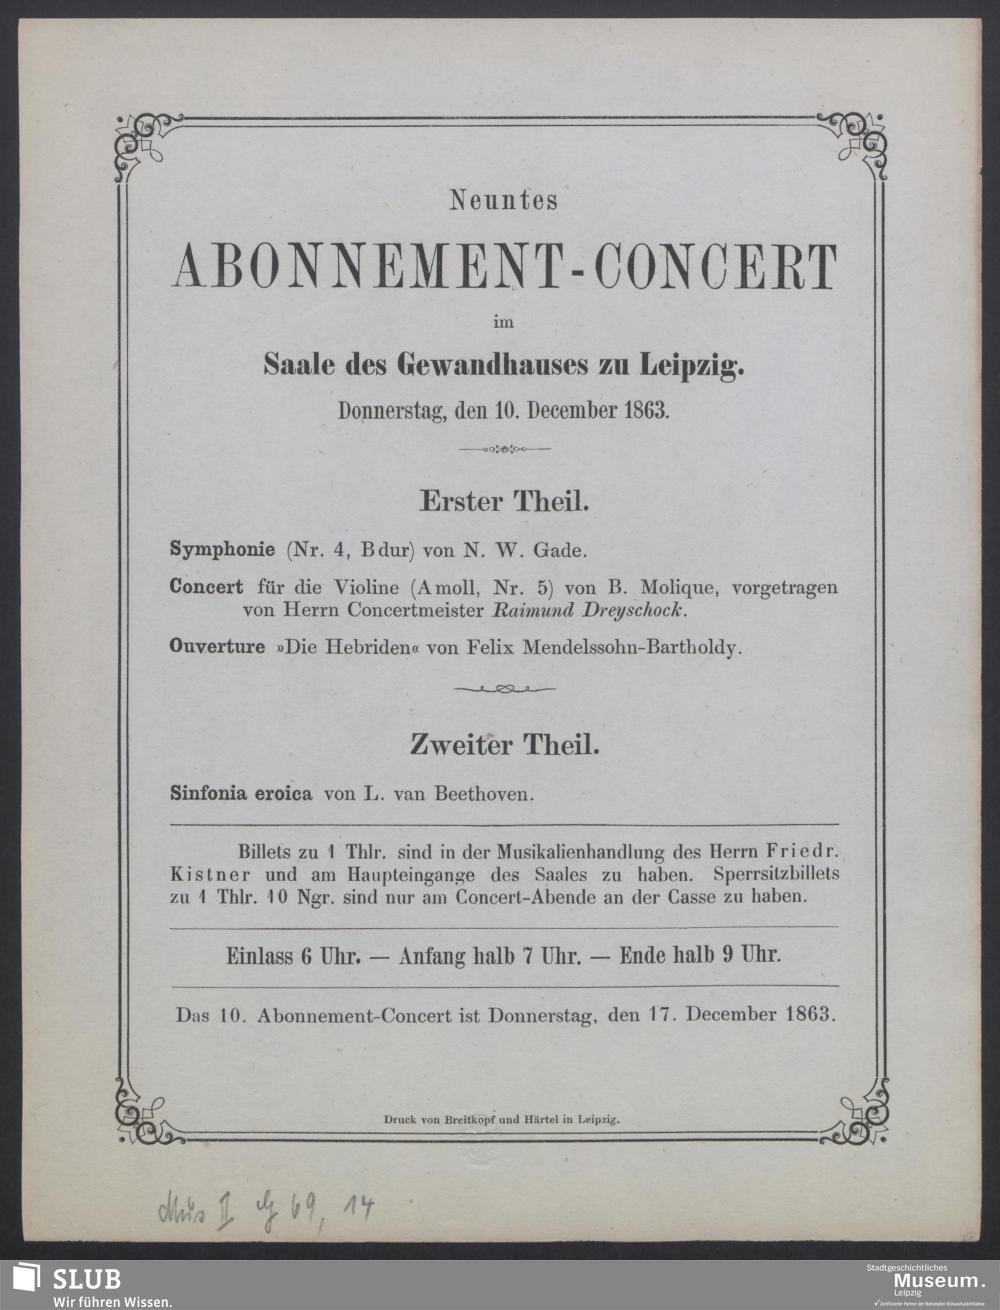 Neuntes
ABONNEMENT-CONCERT
im
Saale des Gewandhauses zu Leipzig.
Donnerstag, den 10. December 1863.
Erster Theil.
Symphonie (Nr. 4, B dur) von N. W. Gade.
Concert für die Violine (A moll, Nr. 5) von B. Molique, vorgetragen
von Herrn Concertmeister Raimund Dreyschock.
Ouverture »Die Hebriden« von Felix Mendelssohn-Bartholdy.
Zweiter Theil.
Sinfonia eroica von L. van Beethoven.
Billets zu 1 Thlr. sind in der Musikalienhandlung des Herrn Friedr.
Kistner und am Haupteingange des Saales zu haben. Sperrsitzbillets
zu 1 Thlr. 10 Ngr. sind nur am Concert-Abende an der Casse zu haben.
Einlass 6 Uhr. — Anfang halb 7 Uhr. — Ende halb 9 Uhr.
Das 10. Abonnement-Concert ist Donnerstag, den 17. December 1863.
Druck von Breitkopf und Härtel in Leipzig.
Mus II G 69, 14
SLUB
Wir führen Wissen.
Stadtgeschichtliches
Museum.
Leipzig